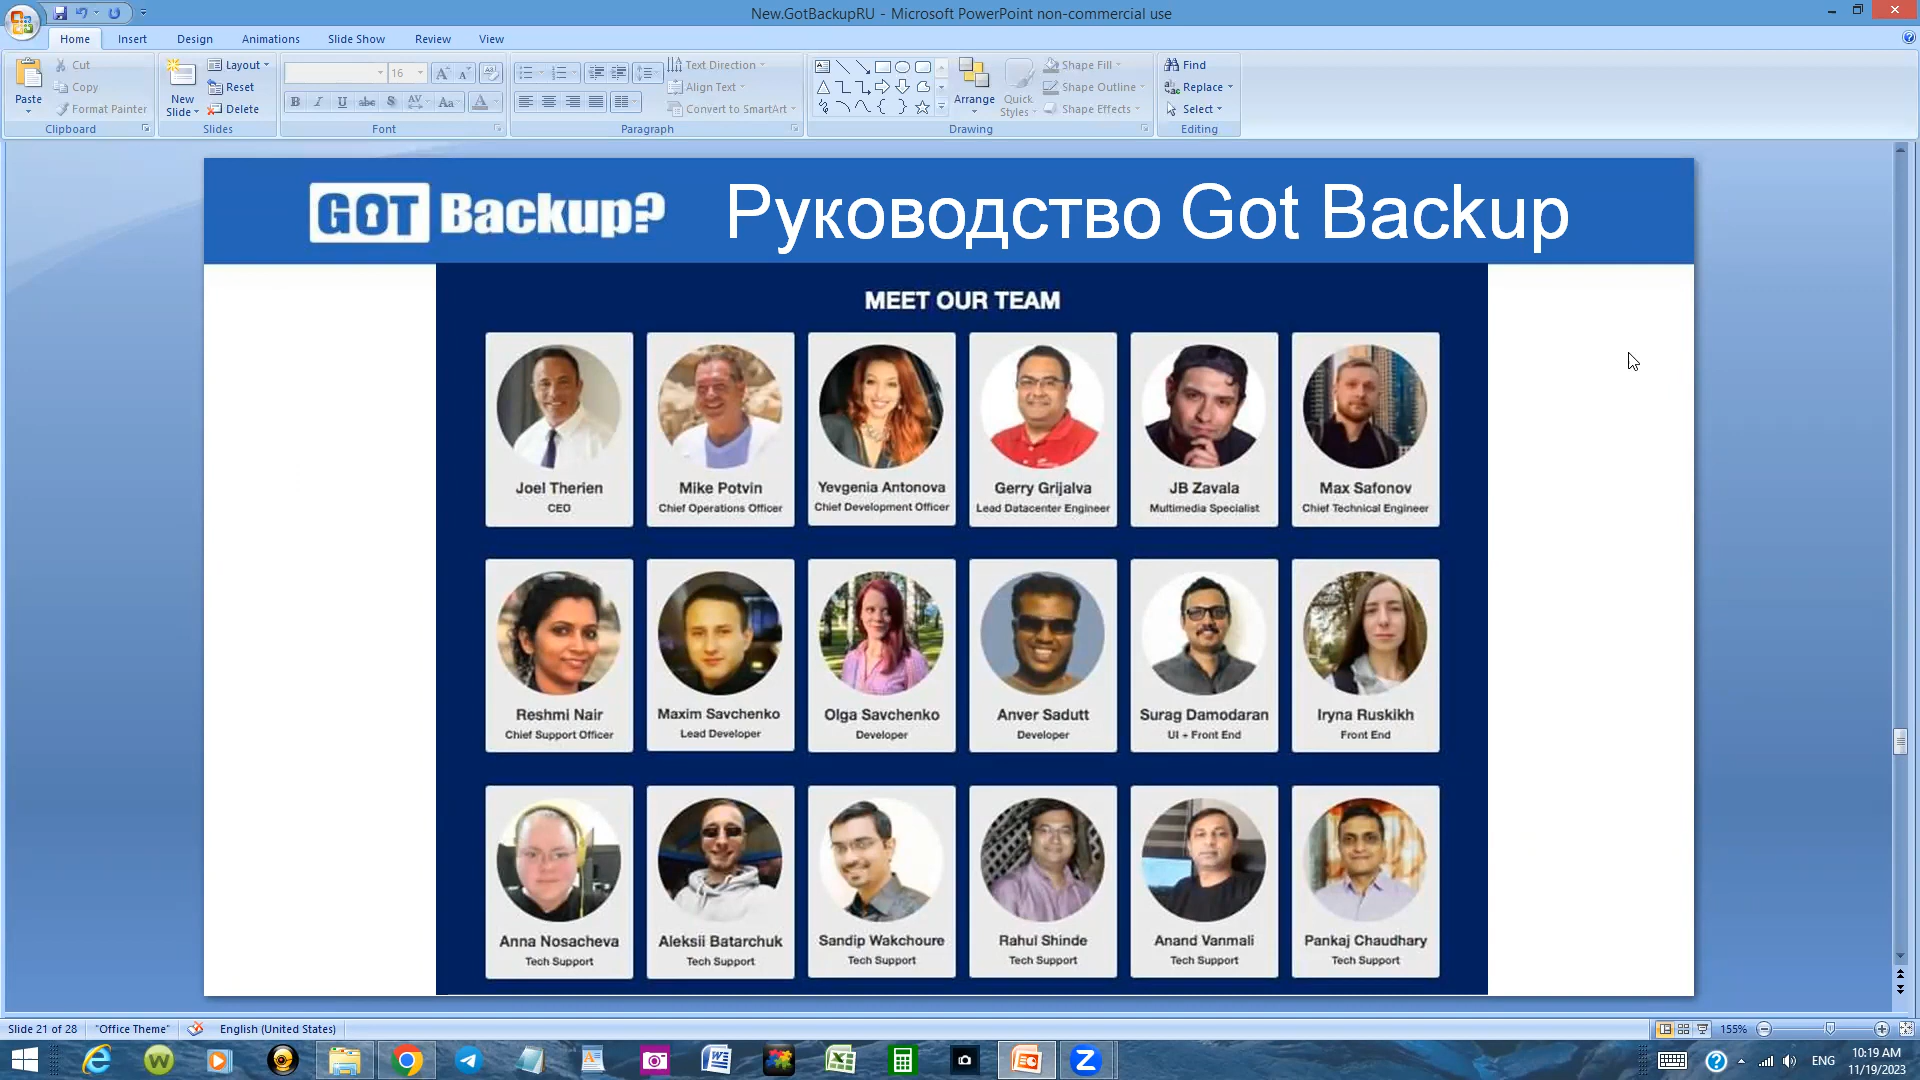 New.GotBackupRU - Microsoft PowerPoint non-commercial use
Home Insert Design Animations Slide Show Review View
Paste
Cut
Copy
Format Painter
Clipboard
New Slide
Layout
Reset
Delete
Slides
16
Font
Text Direction
Align Text
Convert to SmartArt
Paragraph
Arrange
Quick Styles
Shape Fill
Shape Outline
Shape Effects
Drawing
Find
Replace
Select
Editing
GOT Backup? Руководство Got Backup
MEET OUR TEAM
Joel Therien
CEO
Mike Potvin
Chief Operations Officer
Yevgenia Antonova
Chief Development Officer
Gerry Grijalva
Lead Datacenter Engineer
JB Zavala
Multimedia Specialist
Max Safonov
Chief Technical Engineer
Reshmi Nair
Chief Support Officer
Maxim Savchenko
Lead Developer
Olga Savchenko
Developer
Anver Sadutt
Developer
Surag Damodaran
UI + Front End
Iryna Ruskikh
Front End
Anna Nosacheva
Tech Support
Aleksii Batarchuk
Tech Support
Sandip Wakchoure
Tech Support
Rahul Shinde
Tech Support
Anand Vanmali
Tech Support
Pankaj Chaudhary
Tech Support
Slide 21 of 28 "Office Theme" English (United States) 155%
ENG
10:19 AM
11/19/2023